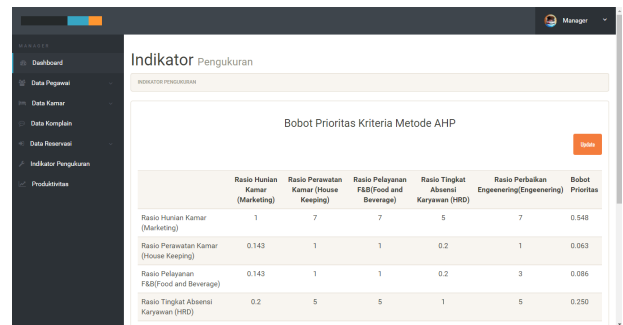 Manager
MANAGER
Dashboard
Data Pegawai
Data Kamar
Data Komplain
Data Reservasi
Indikator Pengukuran
Produktivitas
Indikator Pengukuran
INDIKATOR PENGUKURAN
Bobot Prioritas Kriteria Metode AHP
Update
Rasio Hunian Kamar (Marketing)
Rasio Perawatan Kamar (House Keeping)
Rasio Pelayanan F&B(Food and Beverage)
Rasio Tingkat Absensi Karyawan (HRD)
Rasio Perbaikan Engeenering(Engeenering)
Bobot Prioritas
Rasio Hunian Kamar (Marketing) 1 7 7 5 7 0.548
Rasio Perawatan Kamar (House Keeping) 0.143 1 1 0.2 1 0.063
Rasio Pelayanan F&B(Food and Beverage) 0.143 1 1 0.2 3 0.086
Rasio Tingkat Absensi Karyawan (HRD) 0.2 5 5 1 5 0.250